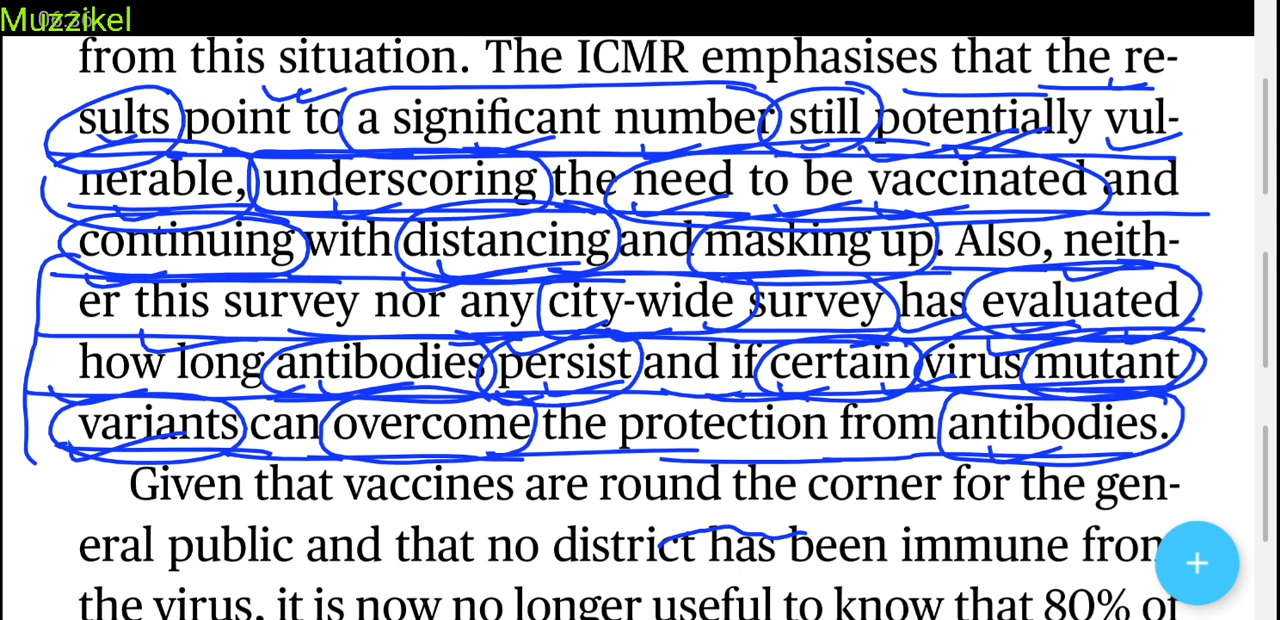 Muzzikel
from this situation. The ICMR emphasises that the re-
sults point to a significant number still potentially vul-
nerable, underscoring the need to be vaccinated and
continuing with distancing and masking up. Also, neith-
er this survey nor any city-wide survey has evaluated
how long antibodies persist and if certain virus mutant
variants can overcome the protection from antibodies.
Given that vaccines are round the corner for the gen-
eral public and that no district has been immune from
the virus, it is now no longer useful to know that 80% of